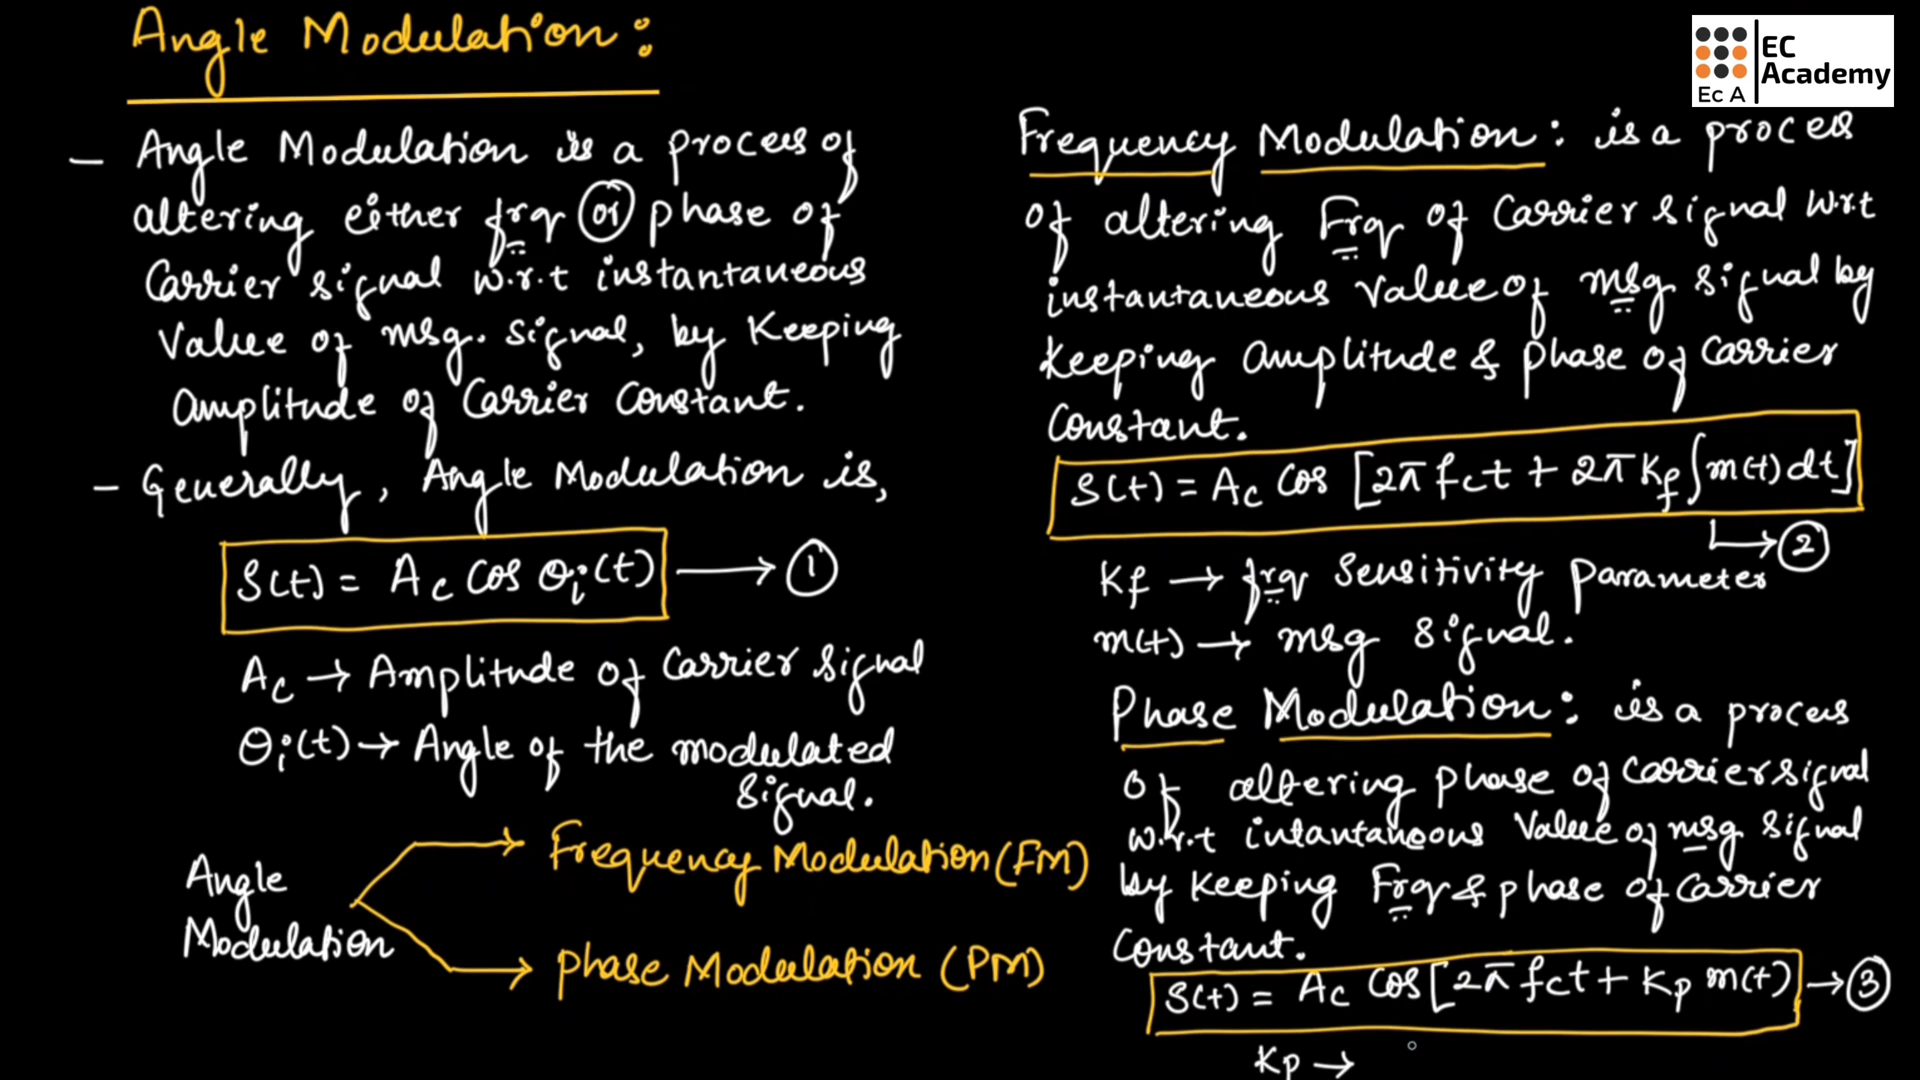 Angle Modulation:
- Angle Modulation is a process of
altering either frq or phase of
Carrier signal w.r.t instantaneous
Value of msg. signal, by keeping
Amplitude of Carrier Constant.
- Generally, Angle Modulation is,
S(t) = Ac Cos θi(t) → ①
Ac → Amplitude of Carrier signal
θi(t) → Angle of the modulated
signal.
Angle
Modulation
Frequency Modulation (FM)
phase Modulation (PM)
EC
Academy
Ec A
Frequency Modulation: is a process
of altering Frq of Carrier signal w.r.t
instantaneous value of msg signal by
keeping Amplitude & phase of Carrier
Constant.
S(t) = Ac Cos [2π fct + 2π Kf ∫m(t) dt]
→ ②
Kf → frq Sensitivity parameter
m(t) → msg signal.
Phase Modulation: is a process
of altering phase of Carrier signal
w.r.t intantaneous Value of msg signal
by keeping Frq & phase of Carrier
Constant.
S(t) = Ac Cos [2π fct + Kp m(t)] → ③
Kp →